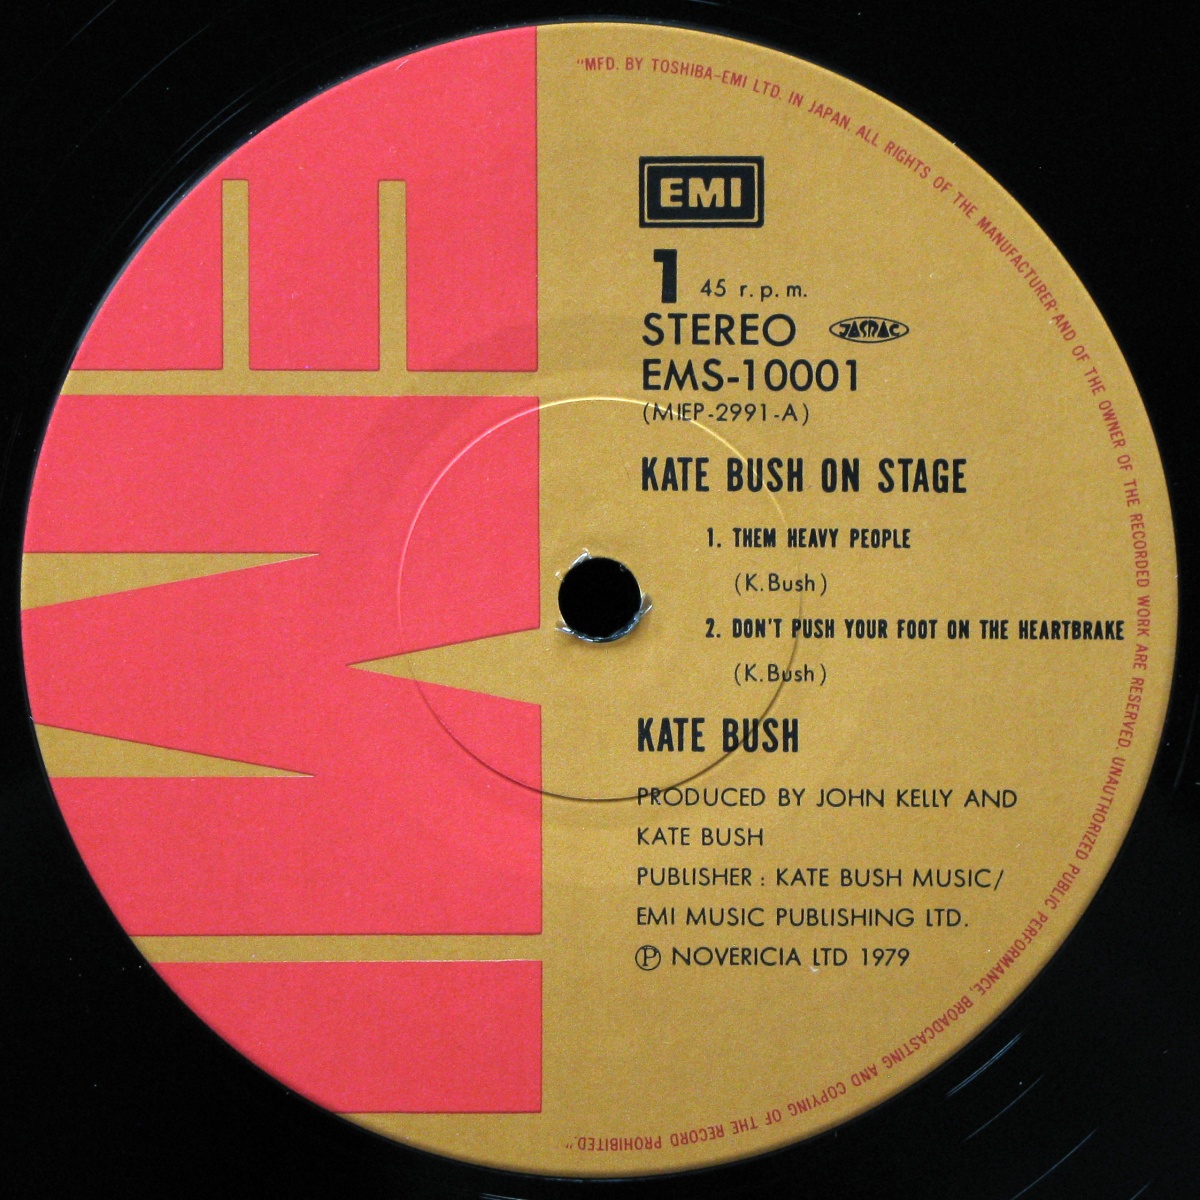 "MFD. BY TOSHIBA-EMI LTD. IN JAPAN. ALL RIGHTS OF THE MANUFACTURER AND OF THE OWNER OF THE RECORDED WORK ARE RESERVED. UNAUTHORIZED PUBLIC PERFORMANCE, BROADCASTING AND COPYING OF THE RECORD PROHIBITED."
EMI
EMI
1 45 r.p.m.
STEREO JASRAC
EMS-10001
(MIEP-2991-A)
KATE BUSH ON STAGE
1. THEM HEAVY PEOPLE
(K.Bush)
2. DON'T PUSH YOUR FOOT ON THE HEARTBRAKE
(K.Bush)
KATE BUSH
PRODUCED BY JOHN KELLY AND
KATE BUSH
PUBLISHER : KATE BUSH MUSIC/
EMI MUSIC PUBLISHING LTD.
℗ NOVERICIA LTD 1979